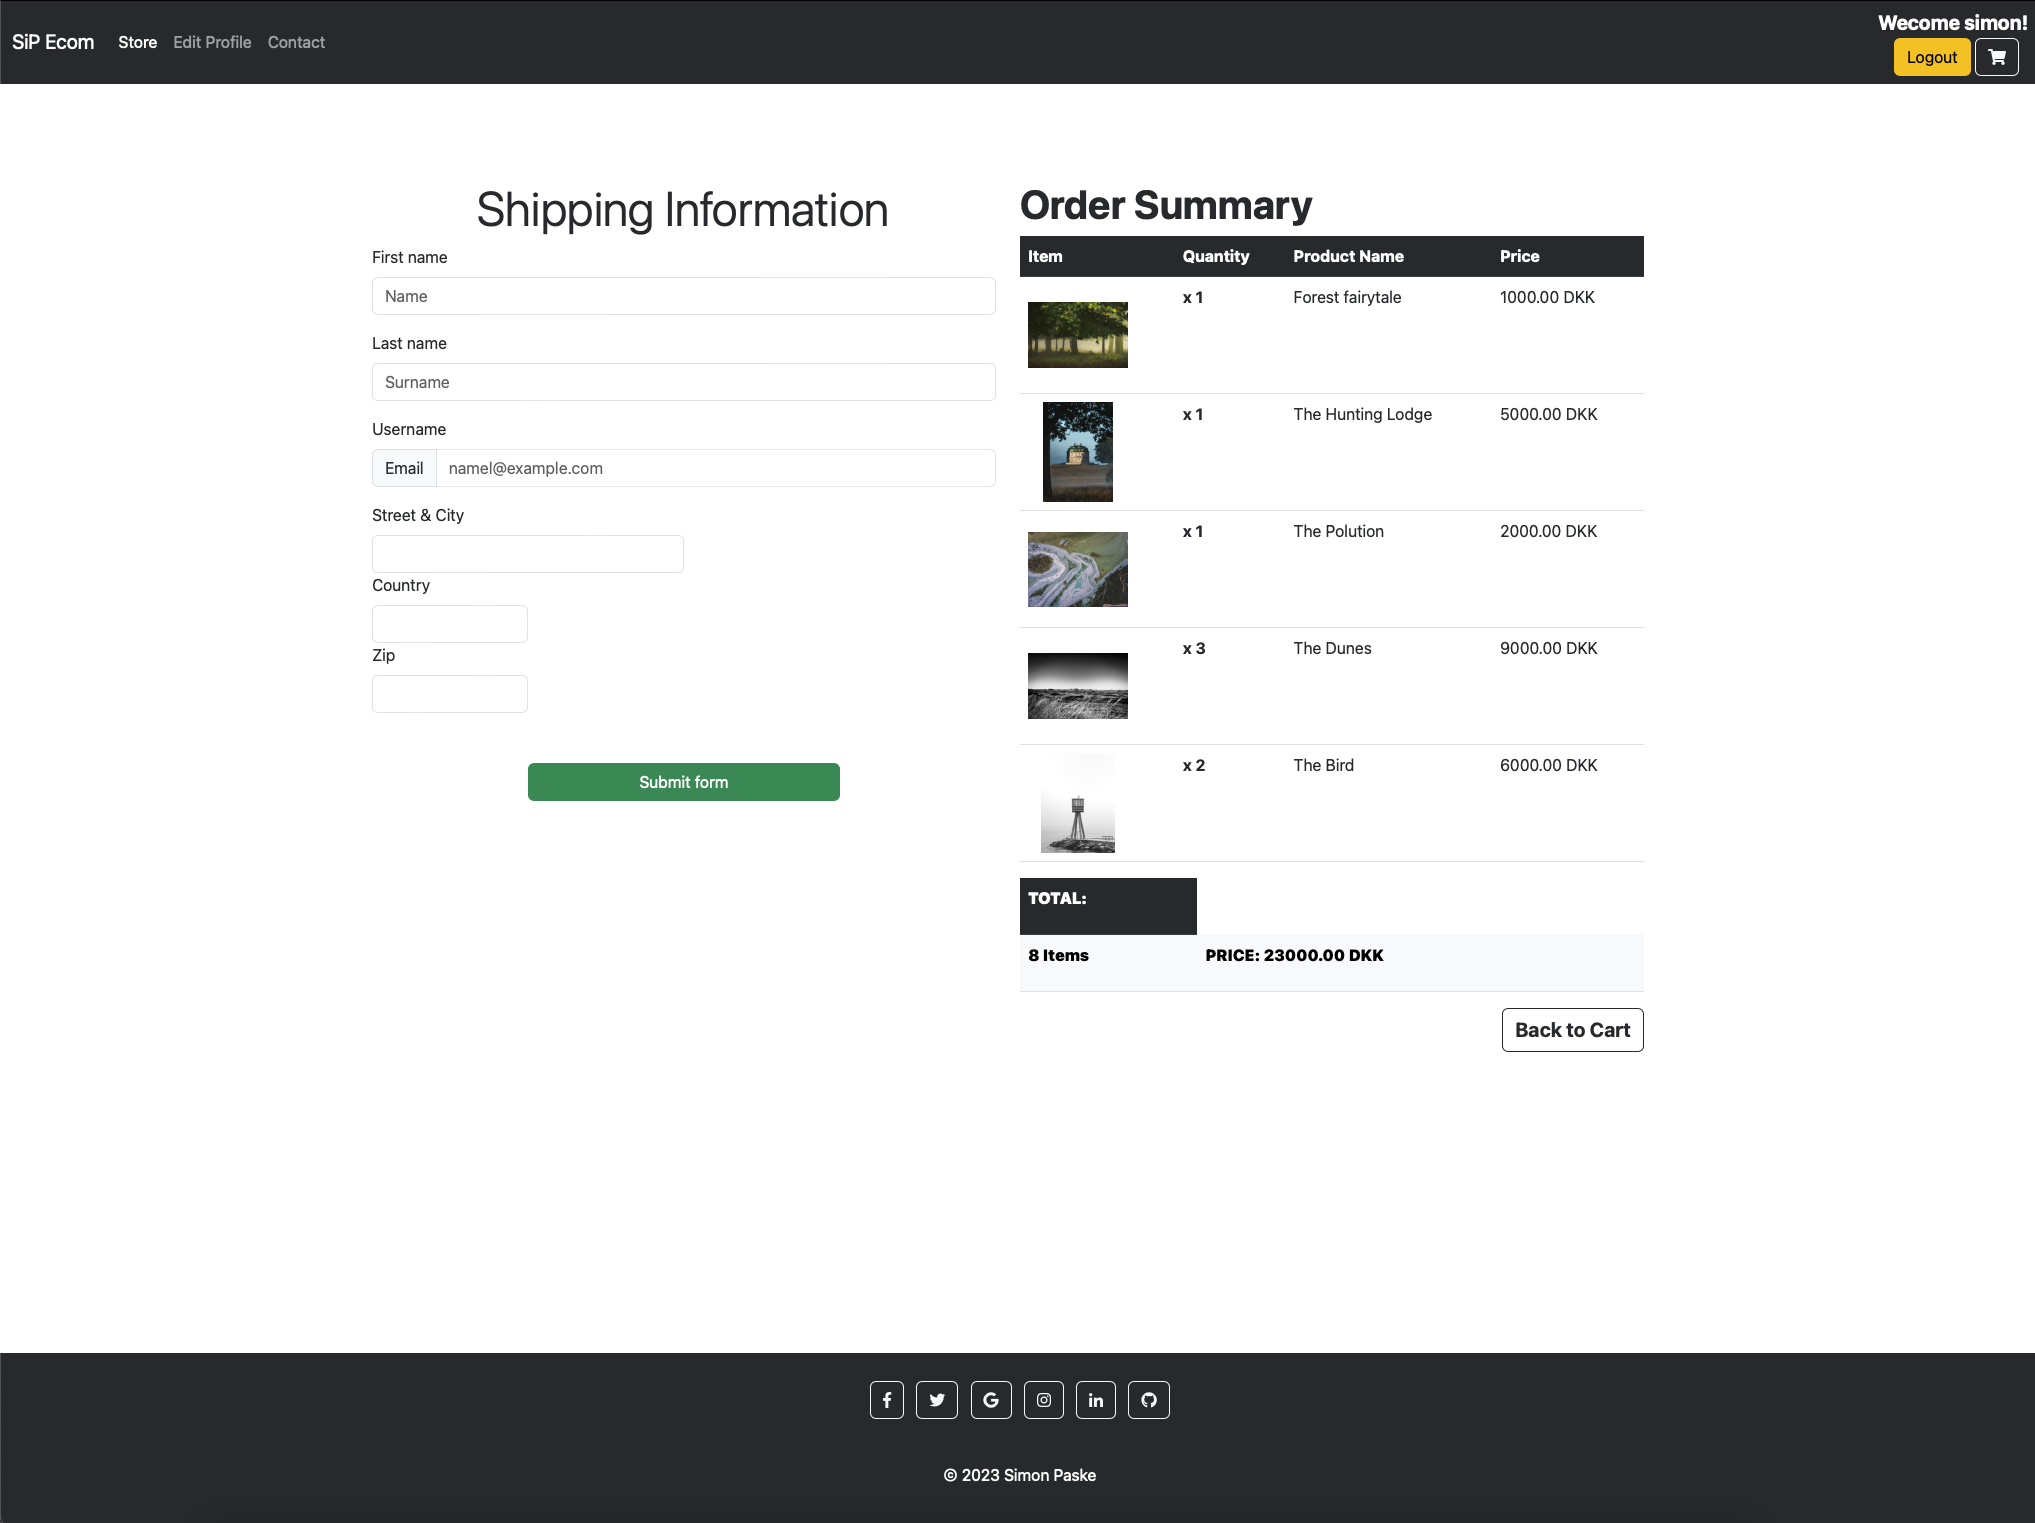 SiP Ecom Store Edit Profile Contact
Wecome simon!
Logout
Shipping Information
First name
Name
Last name
Surname
Username
Email namel@example.com
Street & City
Country
Zip
Submit form
Order Summary
Item Quantity Product Name Price
x 1 Forest fairytale 1000.00 DKK
x 1 The Hunting Lodge 5000.00 DKK
x 1 The Polution 2000.00 DKK
x 3 The Dunes 9000.00 DKK
x 2 The Bird 6000.00 DKK
TOTAL:
8 Items PRICE: 23000.00 DKK
Back to Cart
© 2023 Simon Paske